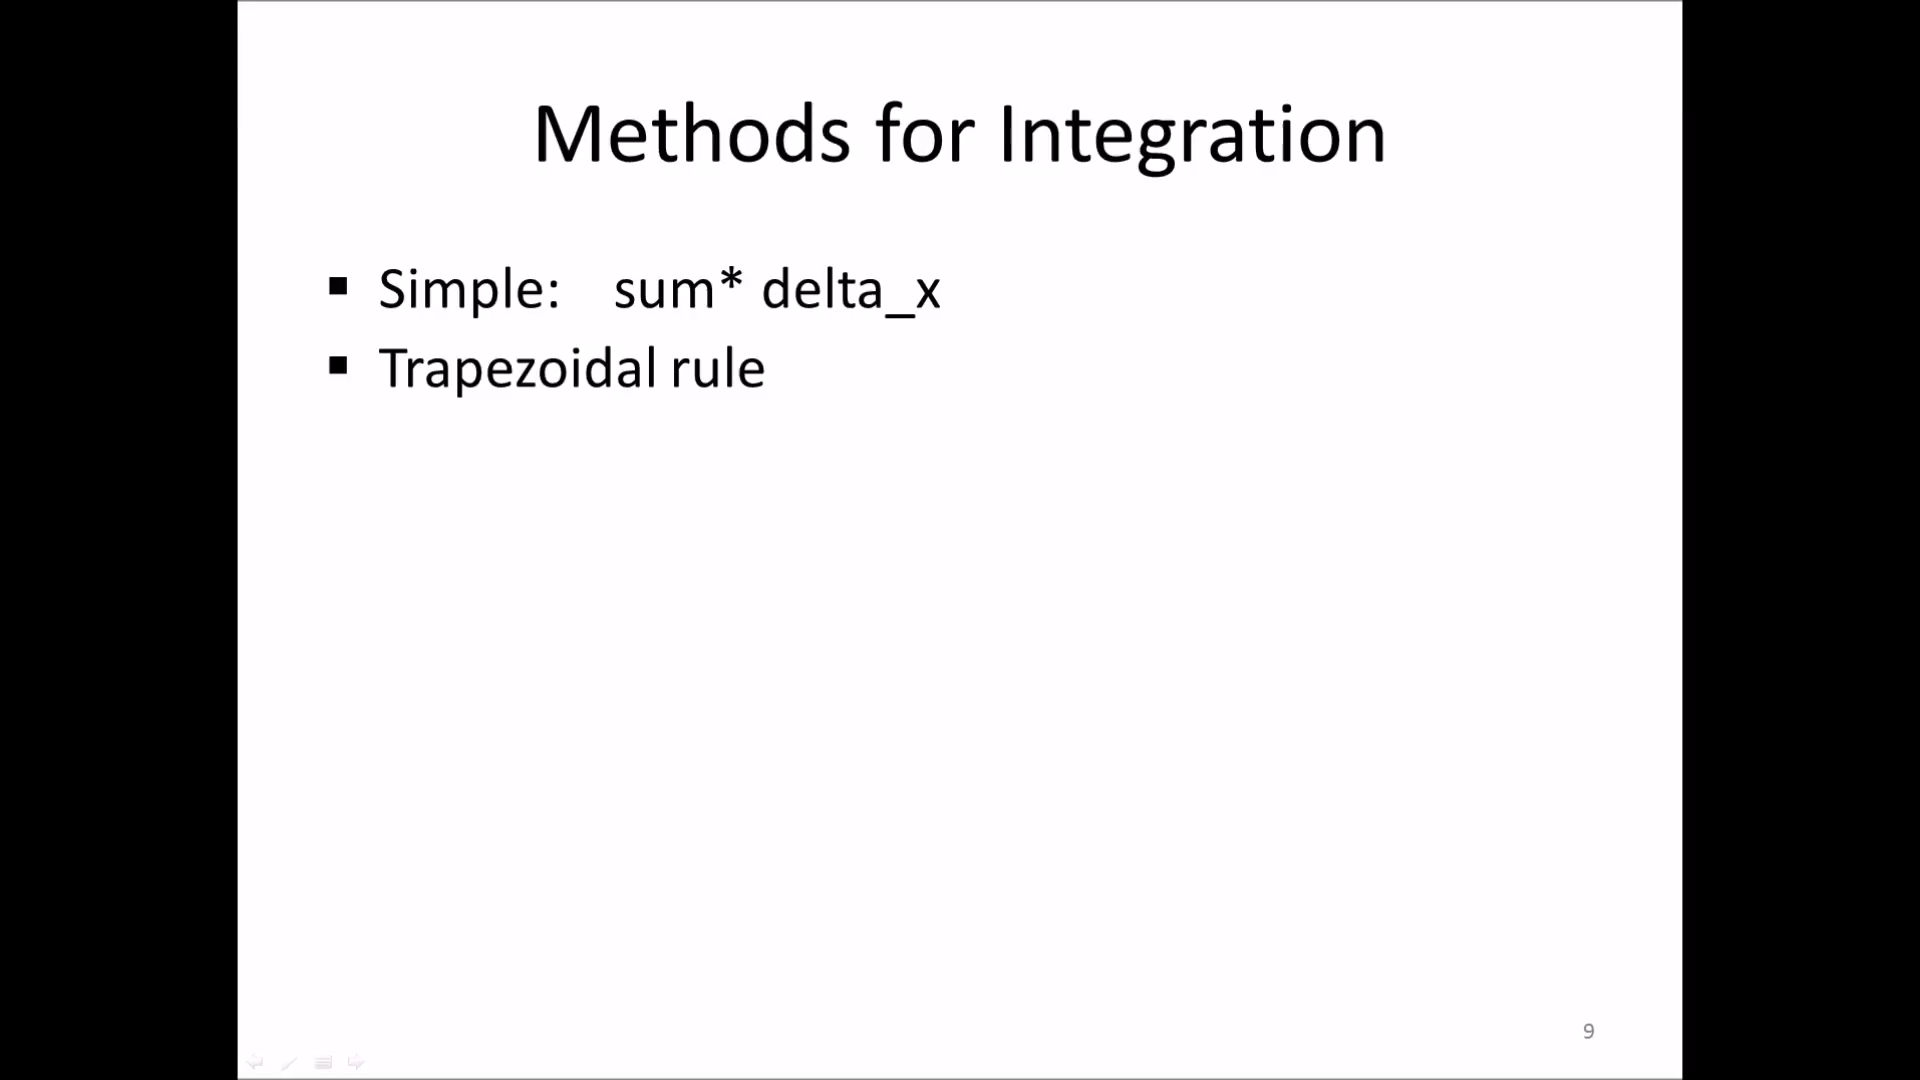 Methods for Integration
▪ Simple: sum* delta_x
▪ Trapezoidal rule
9